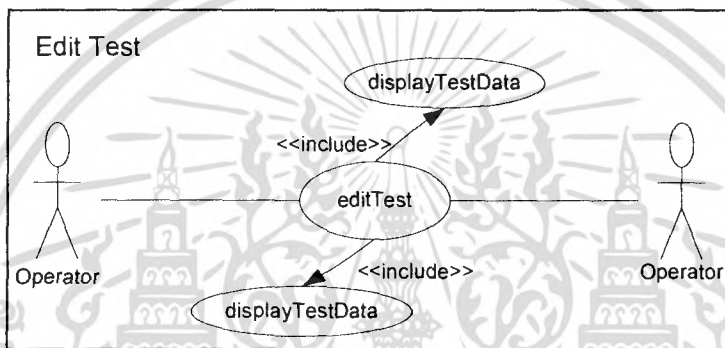 Edit Test
displayTestData
<<include>>
editTest
<<include>>
Operator
Operator
displayTestData